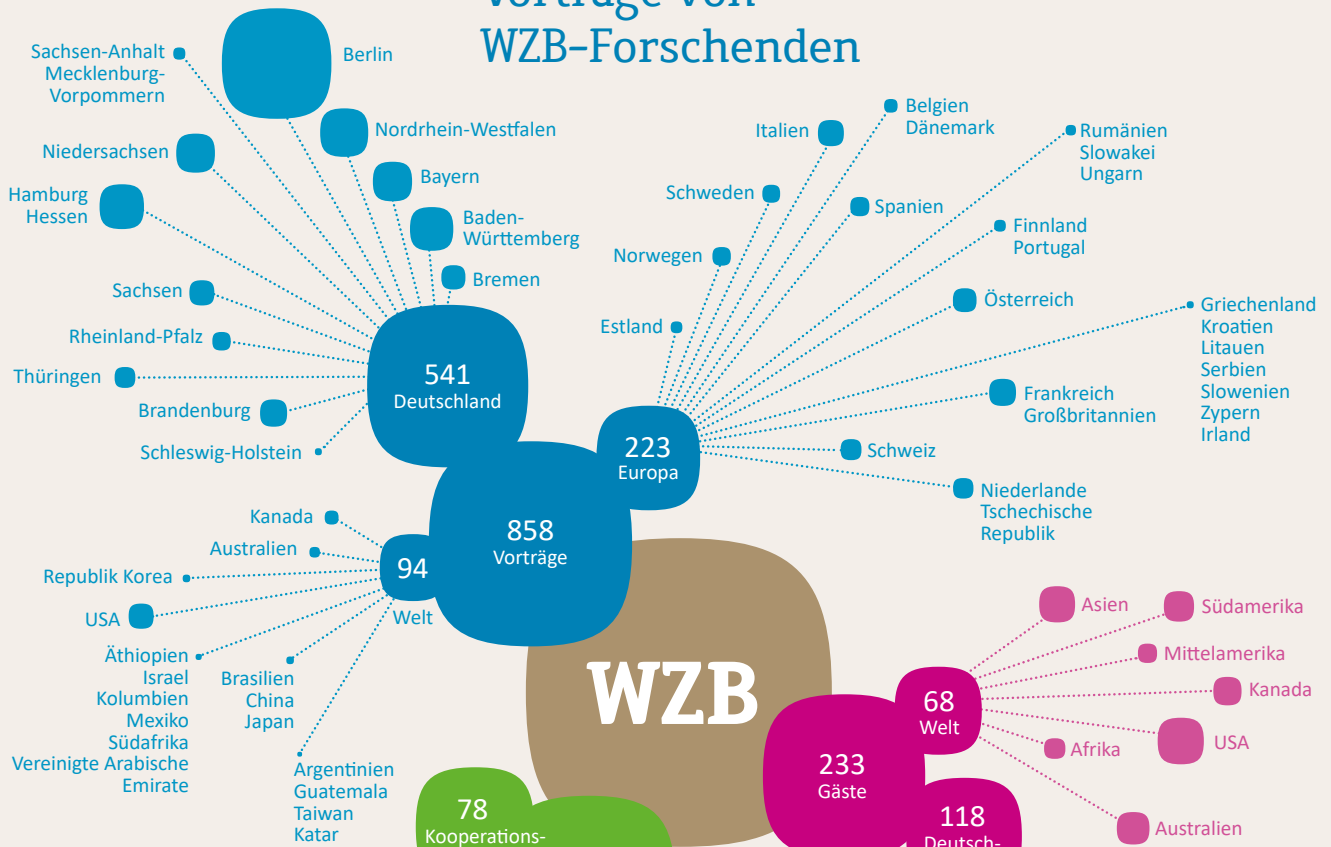 Vorträge von
WZB-Forschenden
Sachsen-Anhalt
Mecklenburg-
Vorpommern
Berlin
Nordrhein-Westfalen
Niedersachsen
Bayern
Hamburg
Hessen
Baden-
Württemberg
Bremen
Sachsen
Rheinland-Pfalz
Thüringen
Brandenburg
Schleswig-Holstein
541
Deutschland
Italien
Belgien
Dänemark
Rumänien
Slowakei
Ungarn
Schweden
Spanien
Finnland
Portugal
Norwegen
Österreich
Estland
Griechenland
Kroatien
Litauen
Serbien
Slowenien
Zypern
Irland
Frankreich
Großbritannien
Schweiz
Niederlande
Tschechische
Republik
223
Europa
858
Vorträge
Kanada
Australien
Republik Korea
USA
94
Welt
Äthiopien
Israel
Kolumbien
Mexiko
Südafrika
Vereinigte Arabische
Emirate
Brasilien
China
Japan
Argentinien
Guatemala
Taiwan
Katar
WZB
Asien
Südamerika
Mittelamerika
Kanada
USA
Afrika
Australien
68
Welt
233
Gäste
118
Deutsch-
78
Kooperations-